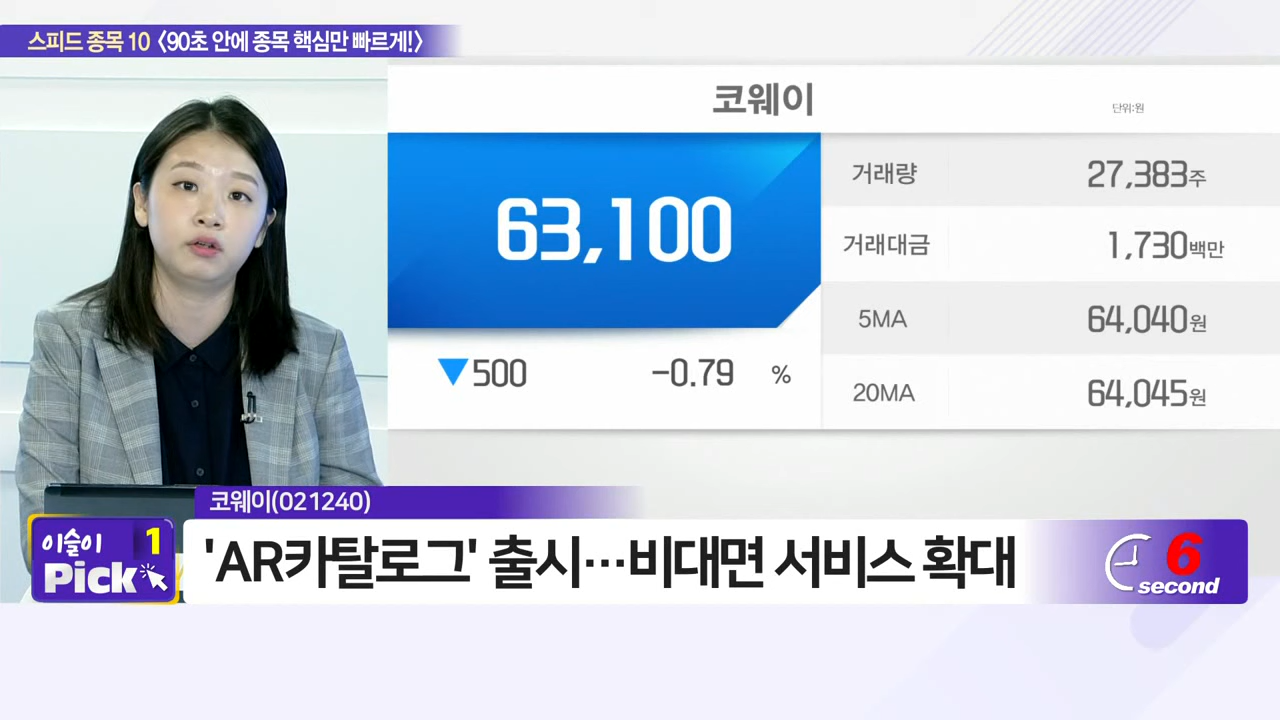 스피드 종목 10 〈90초 안에 종목 핵심만 빠르게!〉
코웨이
단위:원
63,100
▼500 -0.79 %
거래량 27,383주
거래대금 1,730백만
5MA 64,040원
20MA 64,045원
코웨이(021240)
이슬이 1
Pick
'AR카탈로그' 출시…비대면 서비스 확대
6
second